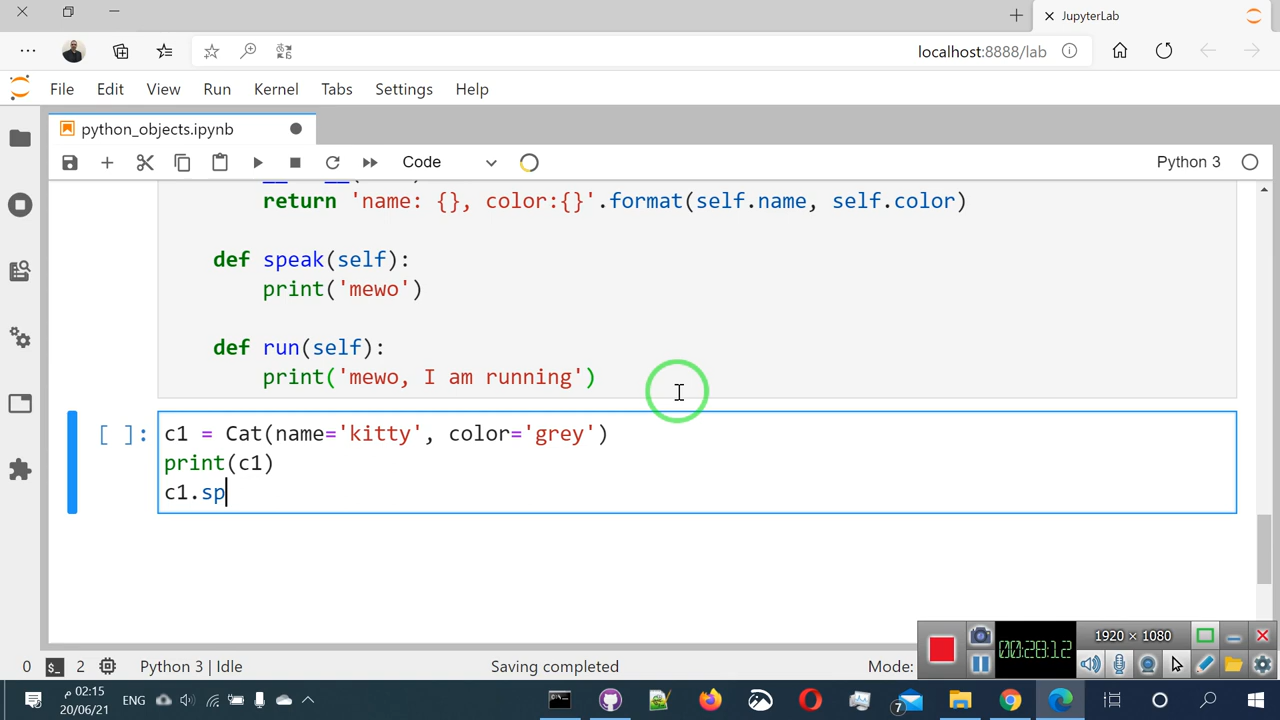 JupyterLab
localhost:8888/lab
File Edit View Run Kernel Tabs Settings Help
python_objects.ipynb
Code
Python 3
return 'name: {}, color:{}'.format(self.name, self.color)
def speak(self):
print('mewo')
def run(self):
print('mewo, I am running')
[ ]: c1 = Cat(name='kitty', color='grey')
print(c1)
c1.sp
0 2 Python 3 | Idle Saving completed Mode:
1920 × 1080
00:28:12
02:15 م
20/06/21
ENG
7